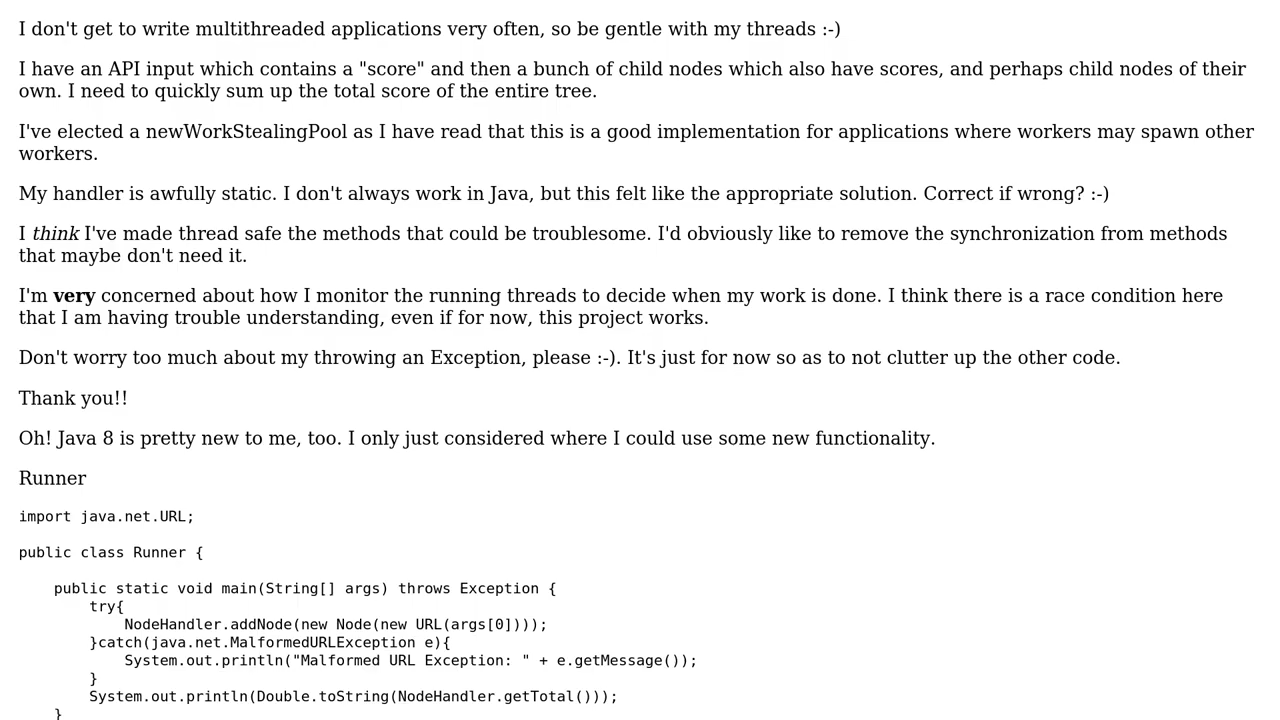 I don't get to write multithreaded applications very often, so be gentle with my threads :-)
I have an API input which contains a "score" and then a bunch of child nodes which also have scores, and perhaps child nodes of their
own. I need to quickly sum up the total score of the entire tree.
I've elected a newWorkStealingPool as I have read that this is a good implementation for applications where workers may spawn other
workers.
My handler is awfully static. I don't always work in Java, but this felt like the appropriate solution. Correct if wrong? :-)
I think I've made thread safe the methods that could be troublesome. I'd obviously like to remove the synchronization from methods
that maybe don't need it.
I'm very concerned about how I monitor the running threads to decide when my work is done. I think there is a race condition here
that I am having trouble understanding, even if for now, this project works.
Don't worry too much about my throwing an Exception, please :-). It's just for now so as to not clutter up the other code.
Thank you!!
Oh! Java 8 is pretty new to me, too. I only just considered where I could use some new functionality.
Runner
import java.net.URL;
public class Runner {
    public static void main(String[] args) throws Exception {
        try{
            NodeHandler.addNode(new Node(new URL(args[0])));
        }catch(java.net.MalformedURLException e){
            System.out.println("Malformed URL Exception: " + e.getMessage());
        }
        System.out.println(Double.toString(NodeHandler.getTotal()));
    }